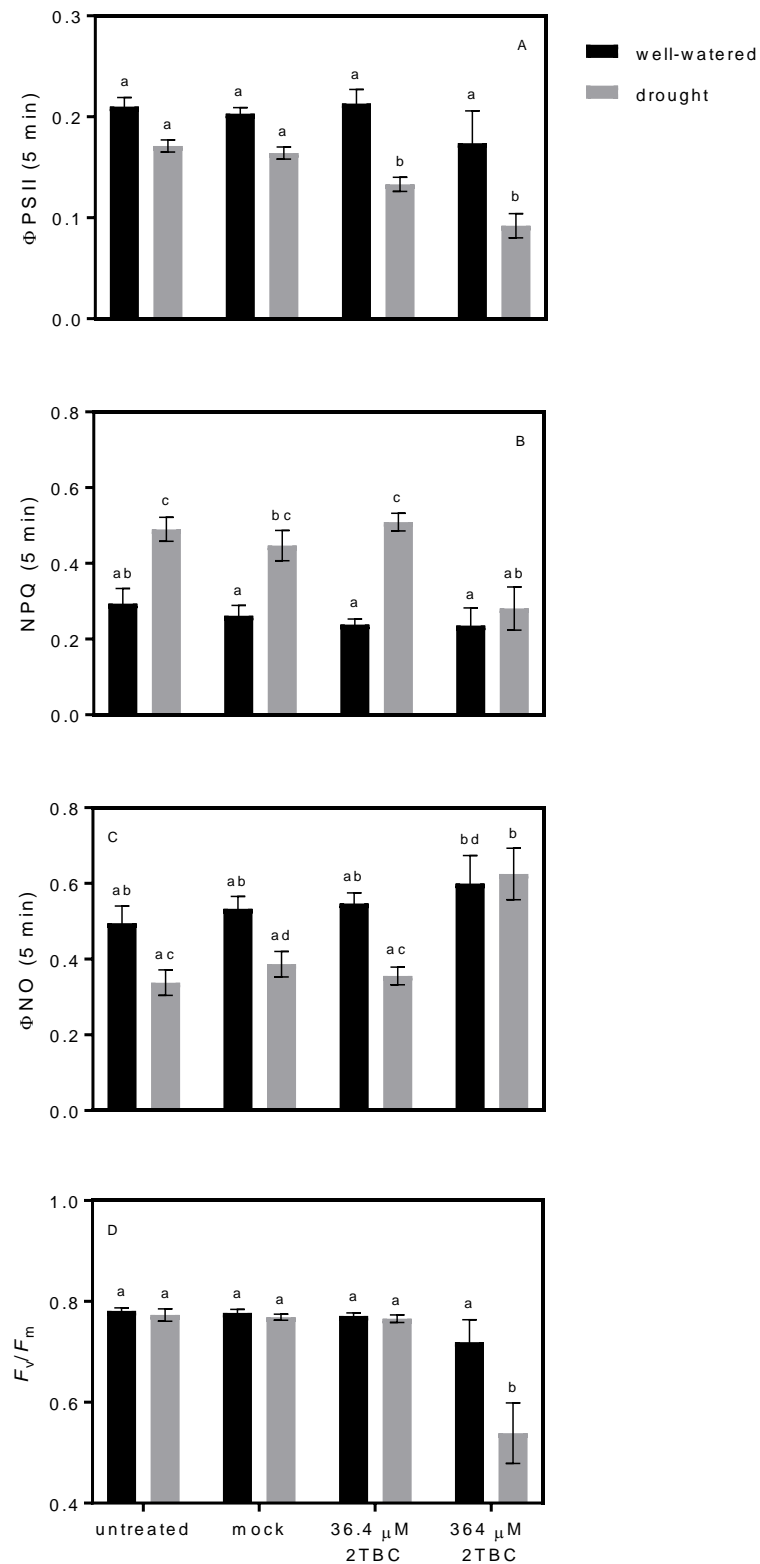 0.3
A
well-watered
drought
a
a
a
a
a
a
b
b
0.2
0.1
0.0
ΦPSII (5 min)
0.8
B
c
bc
c
ab
a
a
a
ab
0.6
0.4
0.2
0.0
NPQ (5 min)
0.8
C
ab
ac
ab
ad
ab
ac
bd
b
0.6
0.4
0.2
0.0
ΦNO (5 min)
1.0
D
a
a
a
a
a
a
a
b
0.8
0.6
0.4
Fv/Fm
untreated
mock
36.4 µM
2TBC
364 µM
2TBC